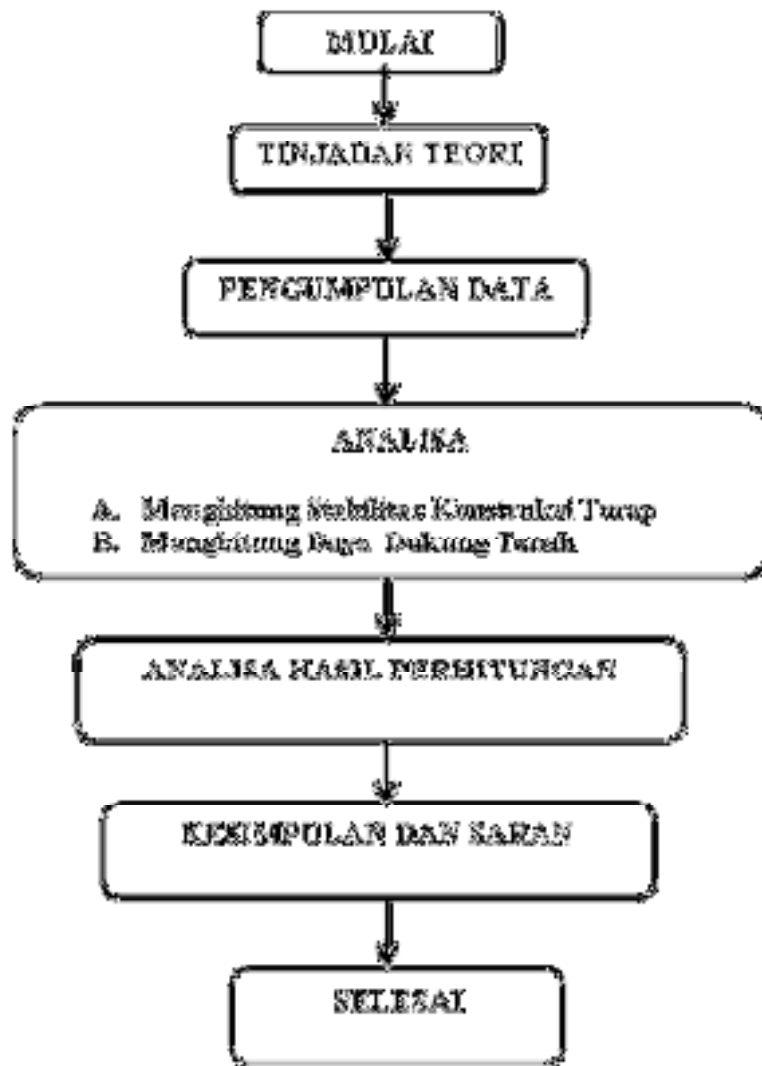 MULAI
TINJAUAN TEORI
PENGUMPULAN DATA
ANALISA
A. Menghitung Stabilitas Konstruksi Turap
B. Menghitung Daya Dukung Tanah
ANALISA HASIL PERHITUNGAN
KESIMPULAN DAN SARAN
SELESAI